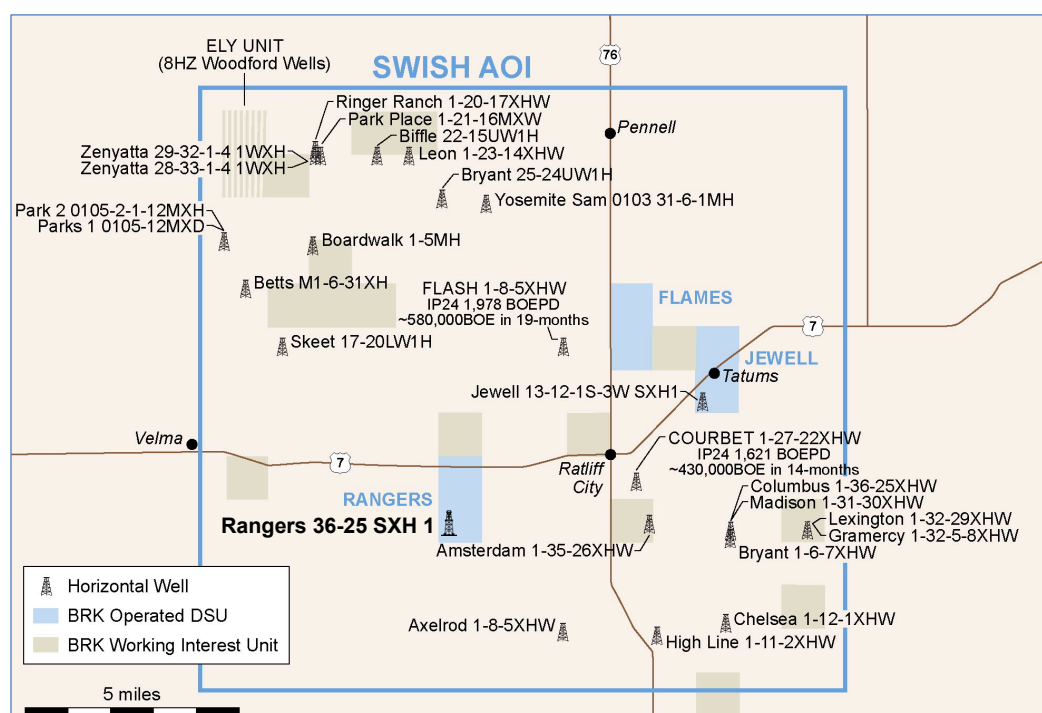 ELY UNIT
(8HZ Woodford Wells)
SWISH AOI
76
Ringer Ranch 1-20-17XHW
Park Place 1-21-16MXW
Biffle 22-15UW1H
Leon 1-23-14XHW
Pennell
Zenyatta 29-32-1-4 1WXH
Zenyatta 28-33-1-4 1WXH
Bryant 25-24UW1H
Yosemite Sam 0103 31-6-1MH
Park 2 0105-2-1-12MXH
Parks 1 0105-12MXD
Boardwalk 1-5MH
Betts M1-6-31XH
FLASH 1-8-5XHW
IP24 1,978 BOEPD
~580,000BOE in 19-months
FLAMES
7
Skeet 17-20LW1H
JEWELL
Tatums
Jewell 13-12-1S-3W SXH1
Velma
7
Ratliff
City
COURBET 1-27-22XHW
IP24 1,621 BOEPD
~430,000BOE in 14-months
RANGERS
Rangers 36-25 SXH 1
Columbus 1-36-25XHW
Madison 1-31-30XHW
Lexington 1-32-29XHW
Gramercy 1-32-5-8XHW
Amsterdam 1-35-26XHW
Bryant 1-6-7XHW
Horizontal Well
BRK Operated DSU
BRK Working Interest Unit
Axelrod 1-8-5XHW
Chelsea 1-12-1XHW
High Line 1-11-2XHW
5 miles